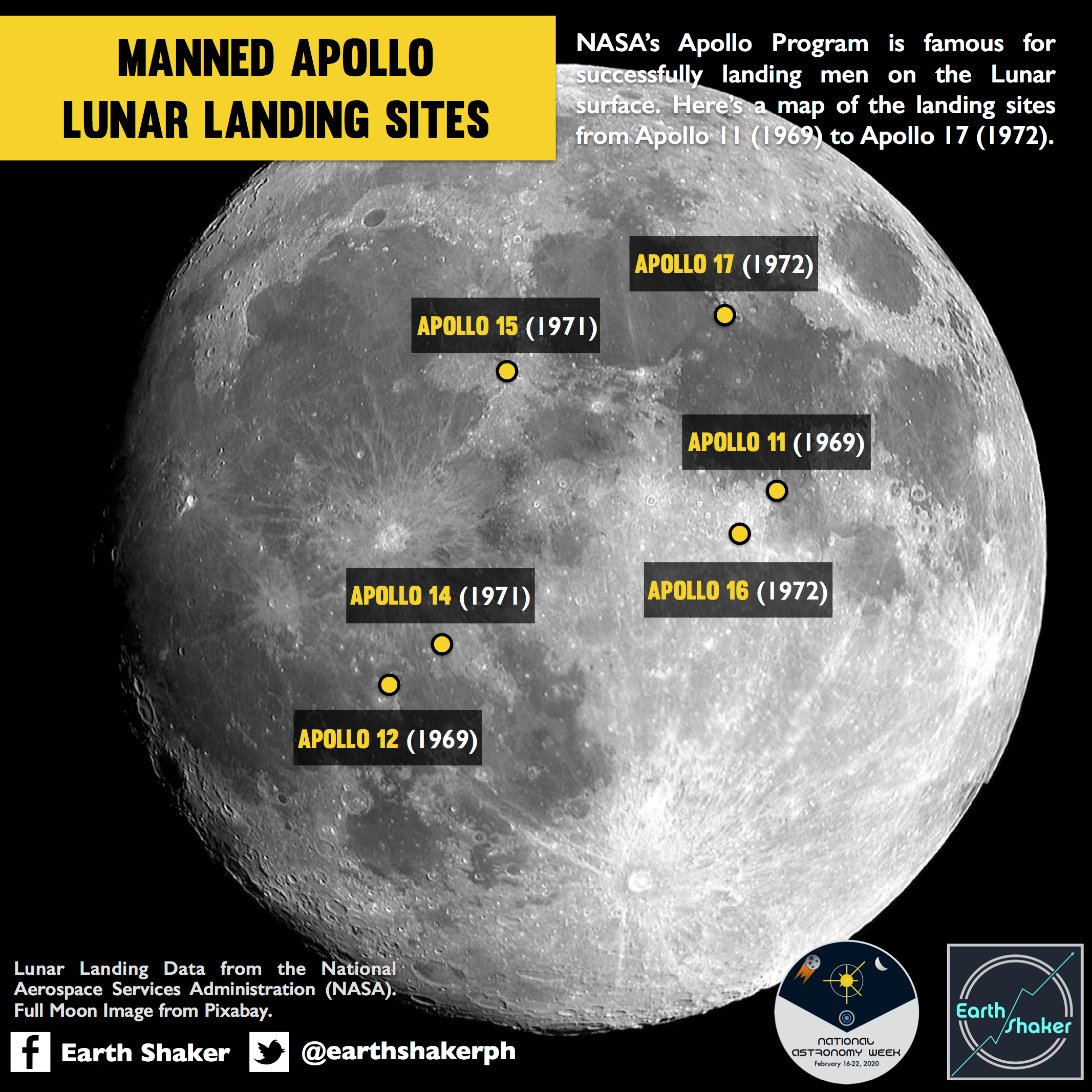 MANNED APOLLO
LUNAR LANDING SITES
NASA's Apollo Program is famous for
successfully landing men on the Lunar
surface. Here's a map of the landing sites
from Apollo 11 (1969) to Apollo 17 (1972).
APOLLO 17 (1972)
APOLLO 15 (1971)
APOLLO 11 (1969)
APOLLO 16 (1972)
APOLLO 14 (1971)
APOLLO 12 (1969)
Lunar Landing Data from the National
Aerospace Services Administration (NASA).
Full Moon Image from Pixabay.
Earth Shaker
@earthshakerph
NATIONAL
ASTRONOMY WEEK
February 16-22, 2020
Earth
Shaker